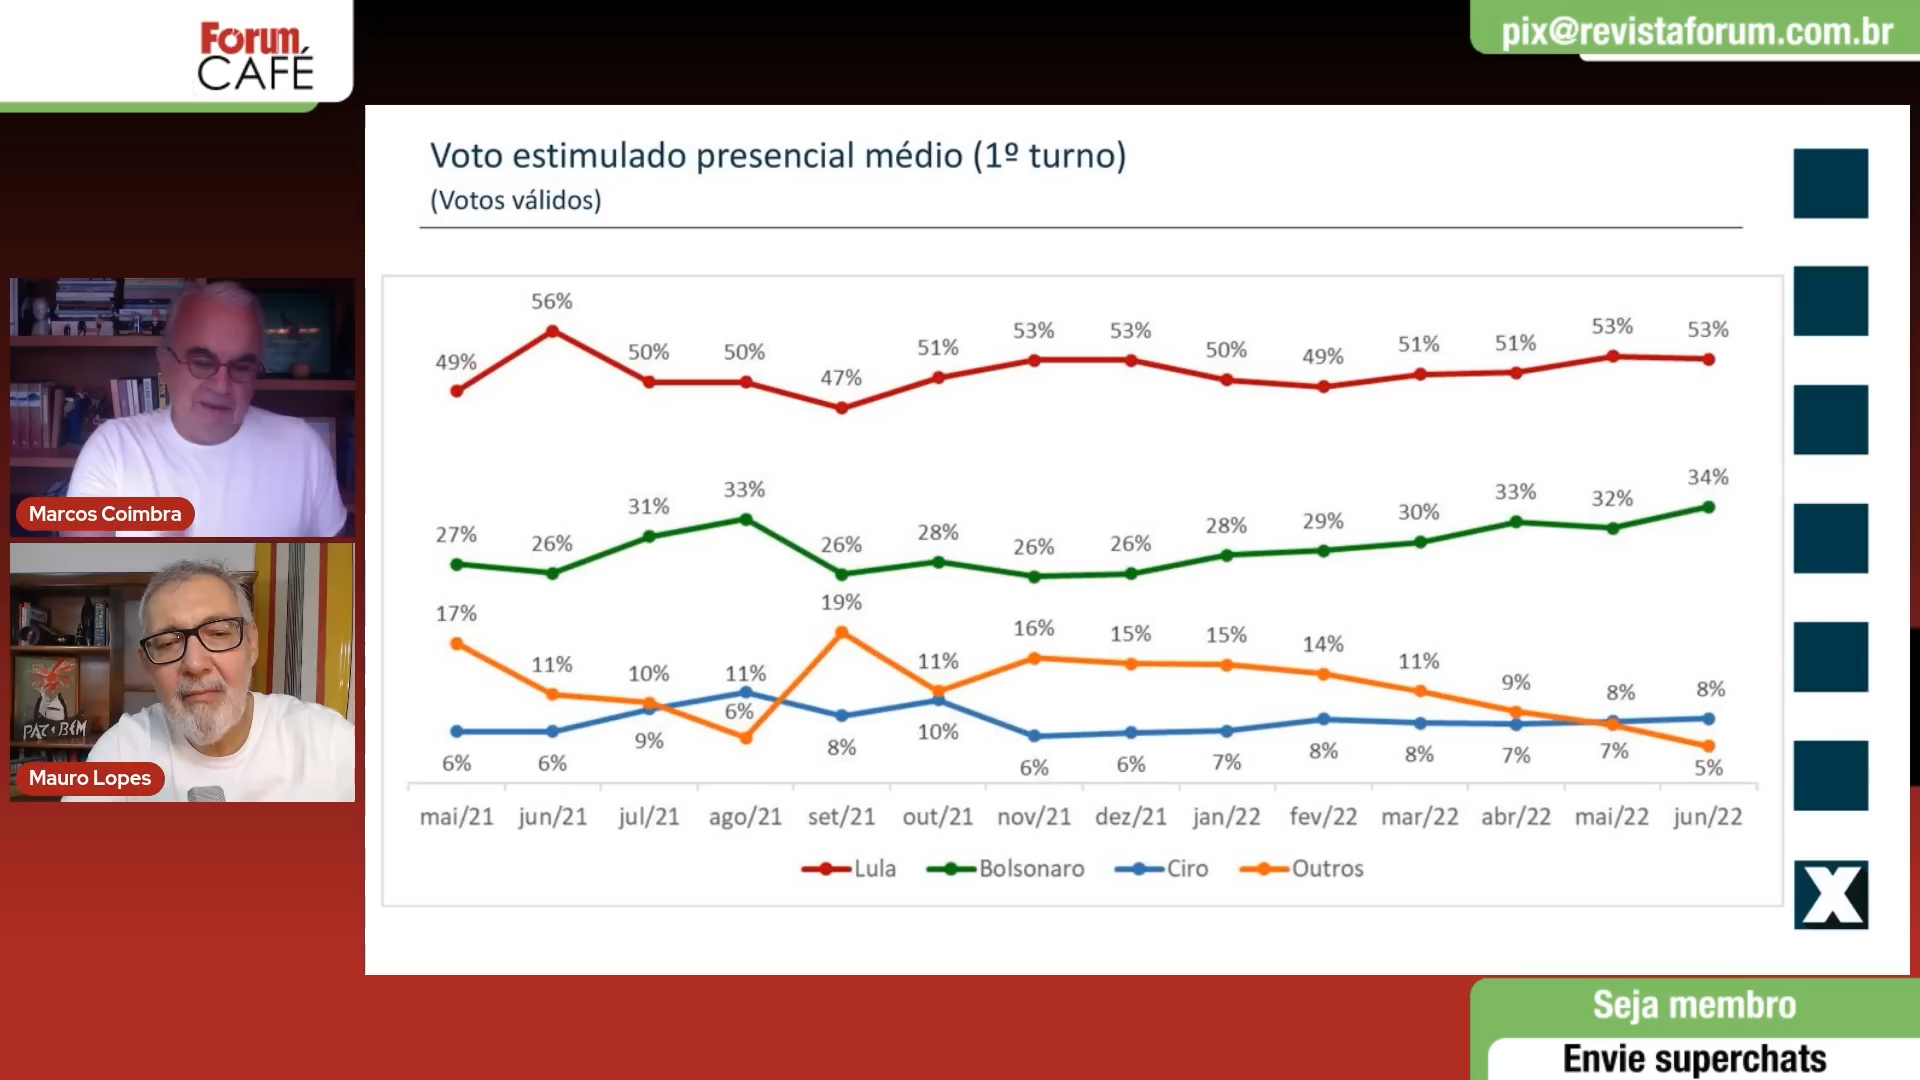 Forum
CAFÉ
pix@revistaforum.com.br
Voto estimulado presencial médio (1º turno)
(Votos válidos)
49% 56% 50% 50% 47% 51% 53% 53% 50% 49% 51% 51% 53% 53%
27% 26% 31% 33% 26% 28% 26% 26% 28% 29% 30% 33% 32% 34%
17% 11% 10% 11% 19% 11% 16% 15% 15% 14% 11% 9% 8% 8%
6% 6% 9% 6% 8% 10% 6% 6% 7% 8% 8% 7% 7% 5%
mai/21 jun/21 jul/21 ago/21 set/21 out/21 nov/21 dez/21 jan/22 fev/22 mar/22 abr/22 mai/22 jun/22
Lula Bolsonaro Ciro Outros
X
Marcos Coimbra
PAZ E BEM
Mauro Lopes
Seja membro
Envie superchats